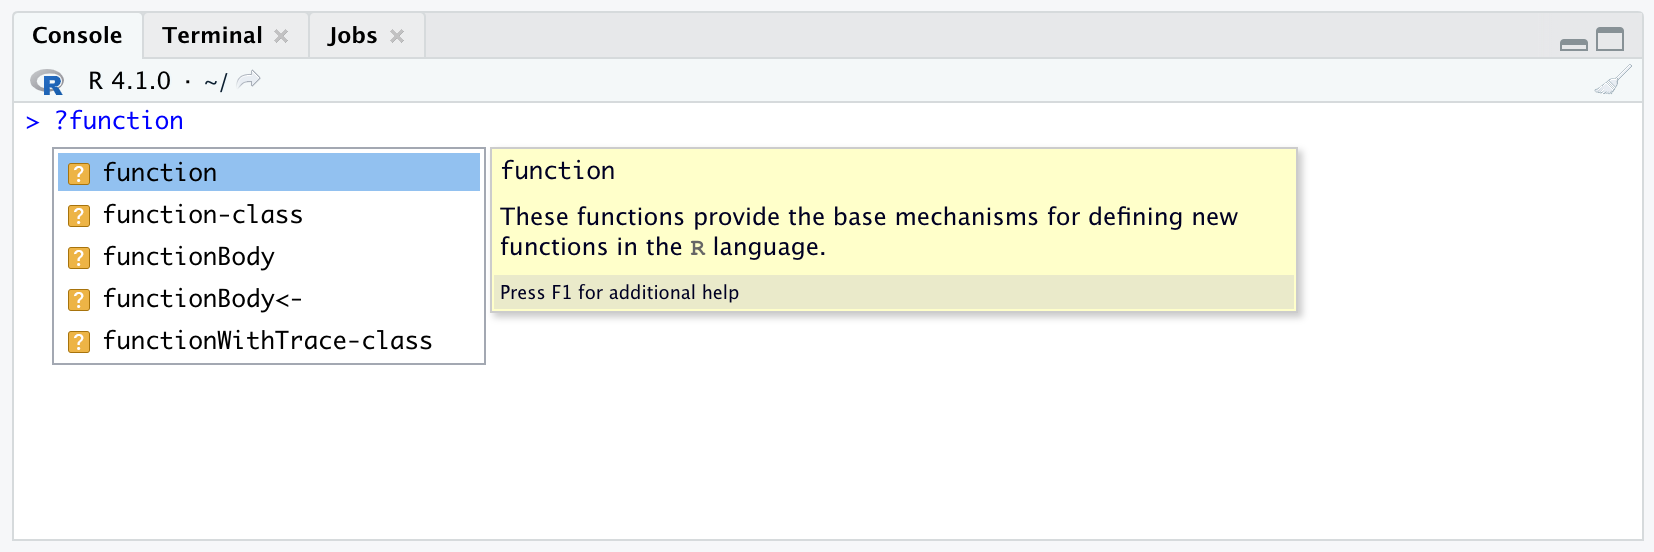 Console Terminal × Jobs ×
R R 4.1.0 · ~/
> ?function
? function
? function-class
? functionBody
? functionBody<-
? functionWithTrace-class
function
These functions provide the base mechanisms for defining new
functions in the R language.
Press F1 for additional help